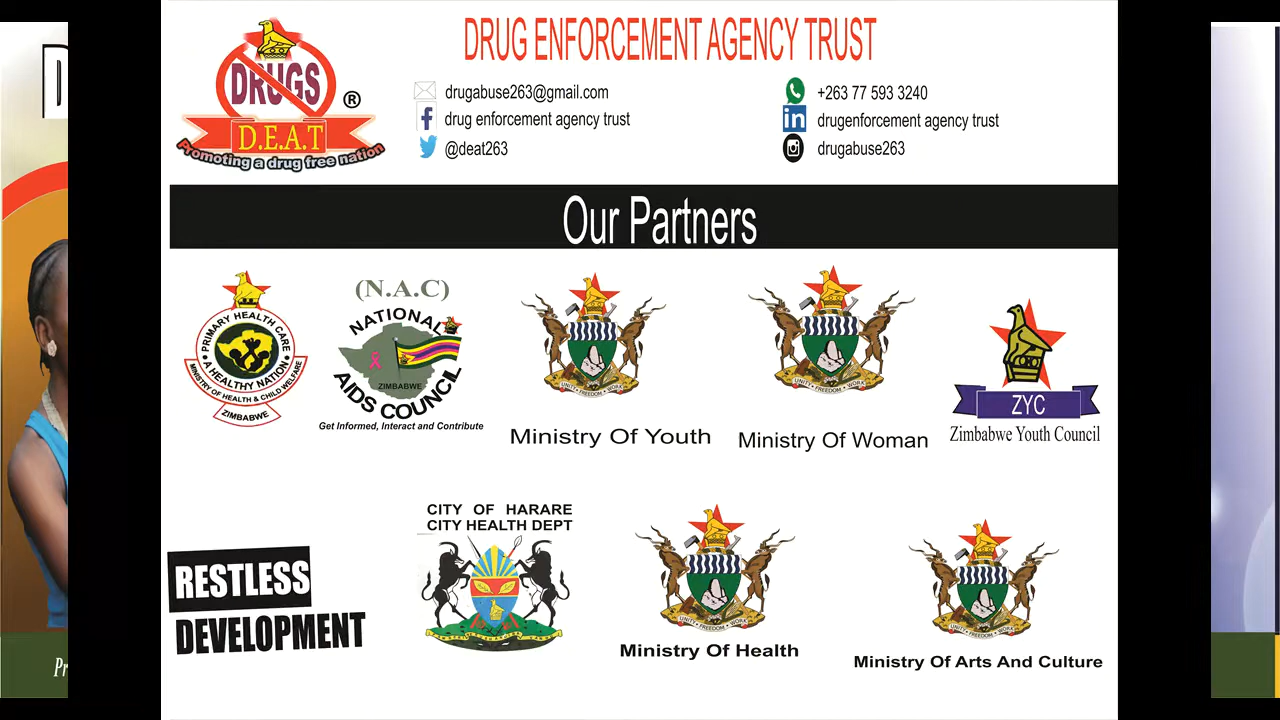 DRUG ENFORCEMENT AGENCY TRUST
DRUGS
®
D.E.A.T
Promoting a drug free nation
drugabuse263@gmail.com
drug enforcement agency trust
@deat263
+263 77 593 3240
drugenforcement agency trust
drugabuse263
Our Partners
PRIMARY HEALTH CARE
A HEALTHY NATION
MINISTRY OF HEALTH & CHILD WELFARE
ZIMBABWE
(N.A.C)
NATIONAL
ZIMBABWE
AIDS COUNCIL
Get Informed, Interact and Contribute
UNITY FREEDOM WORK
Ministry Of Youth
UNITY FREEDOM WORK
Ministry Of Woman
ZYC
Zimbabwe Youth Council
RESTLESS
DEVELOPMENT
CITY OF HARARE
CITY HEALTH DEPT
UNITY FREEDOM WORK
Ministry Of Health
UNITY FREEDOM WORK
Ministry Of Arts And Culture